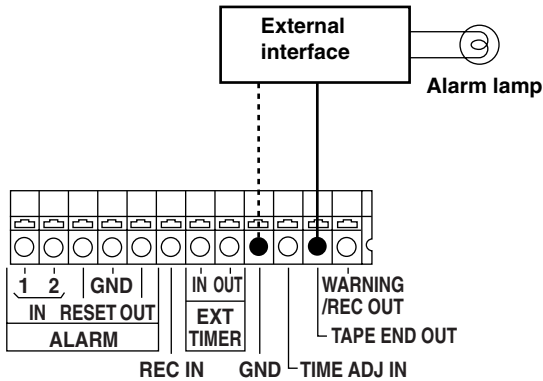 External
interface
Alarm lamp
1 2 GND IN OUT WARNING
IN RESET OUT EXT /REC OUT
ALARM TIMER TAPE END OUT
REC IN GND TIME ADJ IN